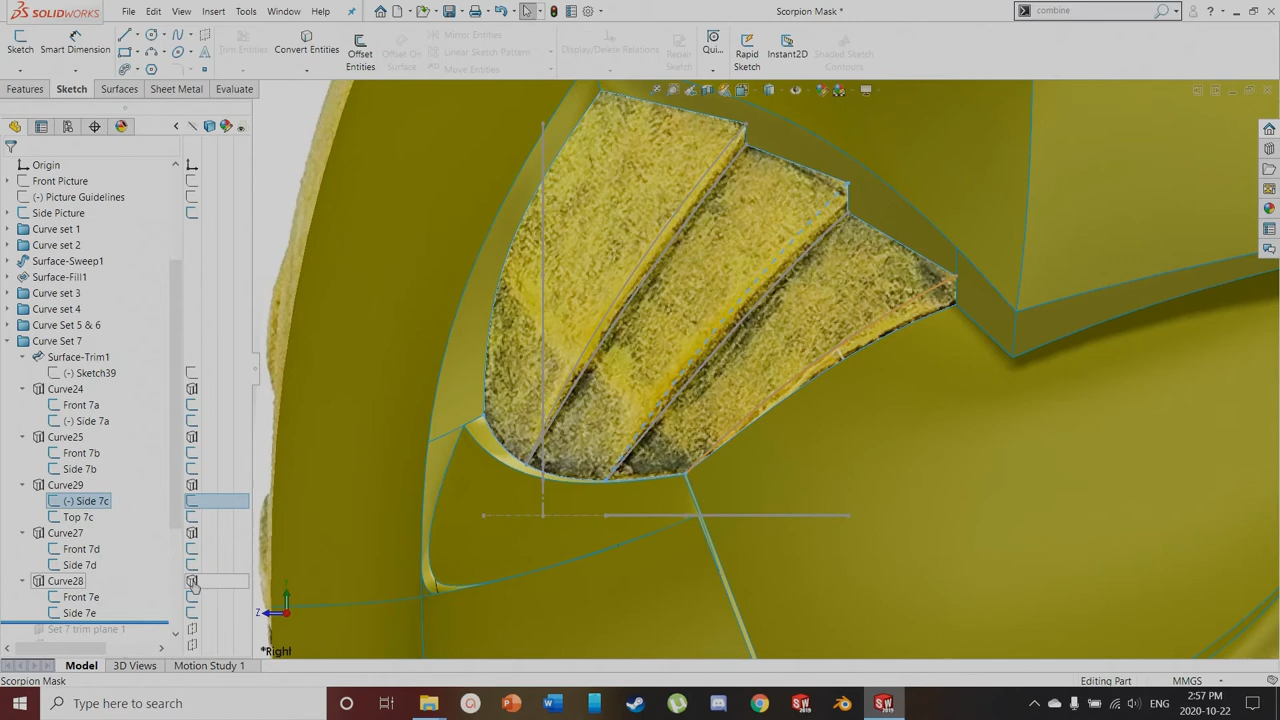 SOLIDWORKS File Edit View Insert Tools Window Help Scorpion Mask * combine
Sketch Smart Dimension Trim Entities Convert Entities Offset Entities Offset On Surface Mirror Entities Linear Sketch Pattern Move Entities Display/Delete Relations Repair Sketch Qui... Rapid Sketch Instant2D Shaded Sketch Contours
Features Sketch Surfaces Sheet Metal Evaluate
Origin
Front Picture
(-) Picture Guidelines
Side Picture
Curve set 1
Curve set 2
Surface-Sweep1
Surface-Fill1
Curve set 3
Curve set 4
Curve Set 5 & 6
Curve Set 7
Surface-Trim1
(-) Sketch39
Curve24
Front 7a
(-) Side 7a
Curve25
Front 7b
Side 7b
Curve29
(-) Side 7c
Top 7c
Curve27
Front 7d
Side 7d
Curve28
Front 7e
Side 7e
Set 7 trim plane 1
Z
*Right
Model 3D Views Motion Study 1
Scorpion Mask Editing Part MMGS
Type here to search
ENG 2:57 PM
2020-10-22